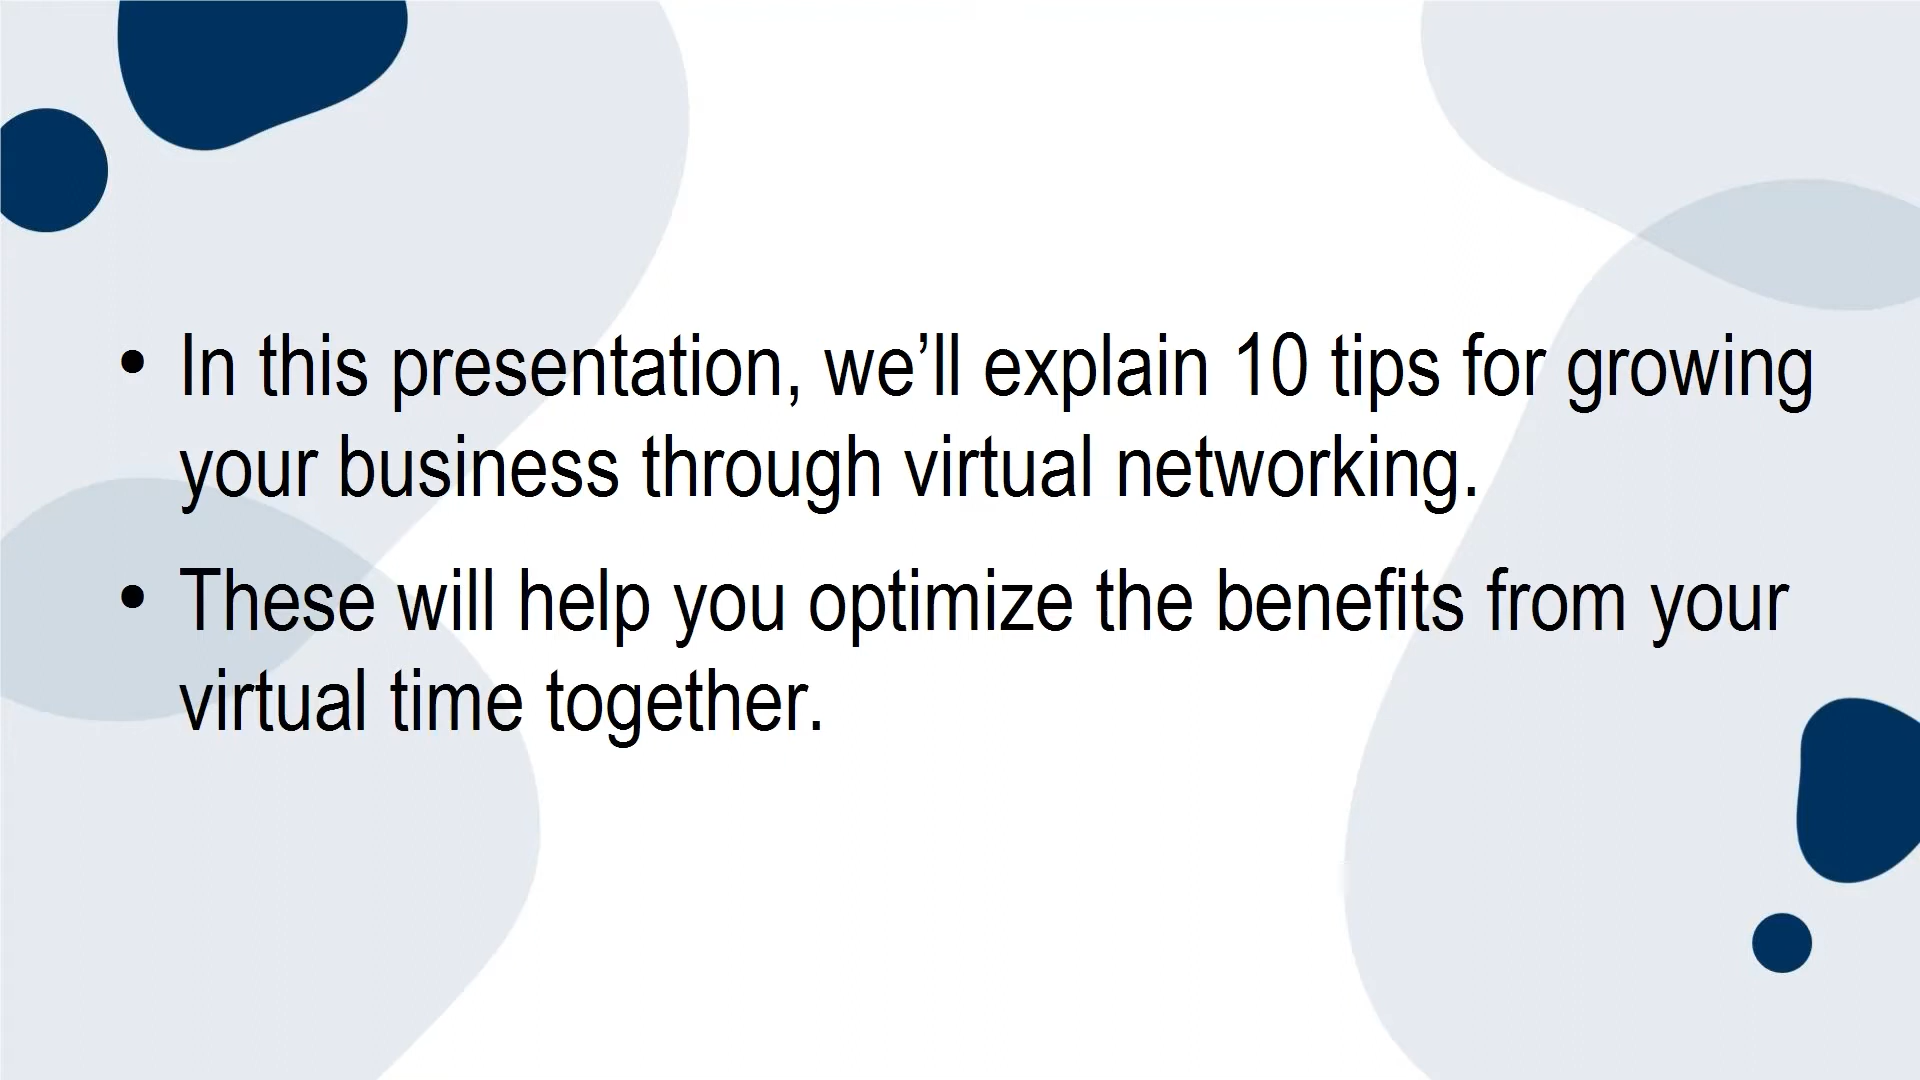 • In this presentation, we’ll explain 10 tips for growing
your business through virtual networking.
• These will help you optimize the benefits from your
virtual time together.